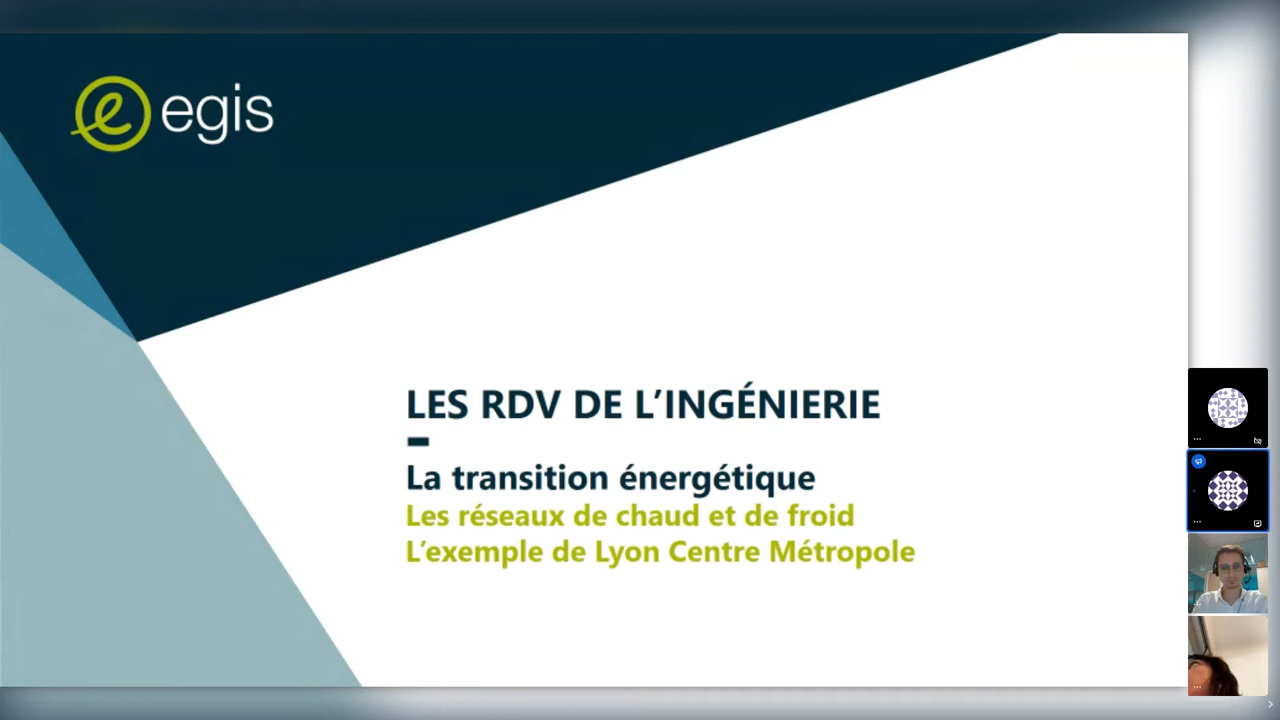 egis
LES RDV DE L’INGÉNIERIE
La transition énergétique
Les réseaux de chaud et de froid
L’exemple de Lyon Centre Métropole